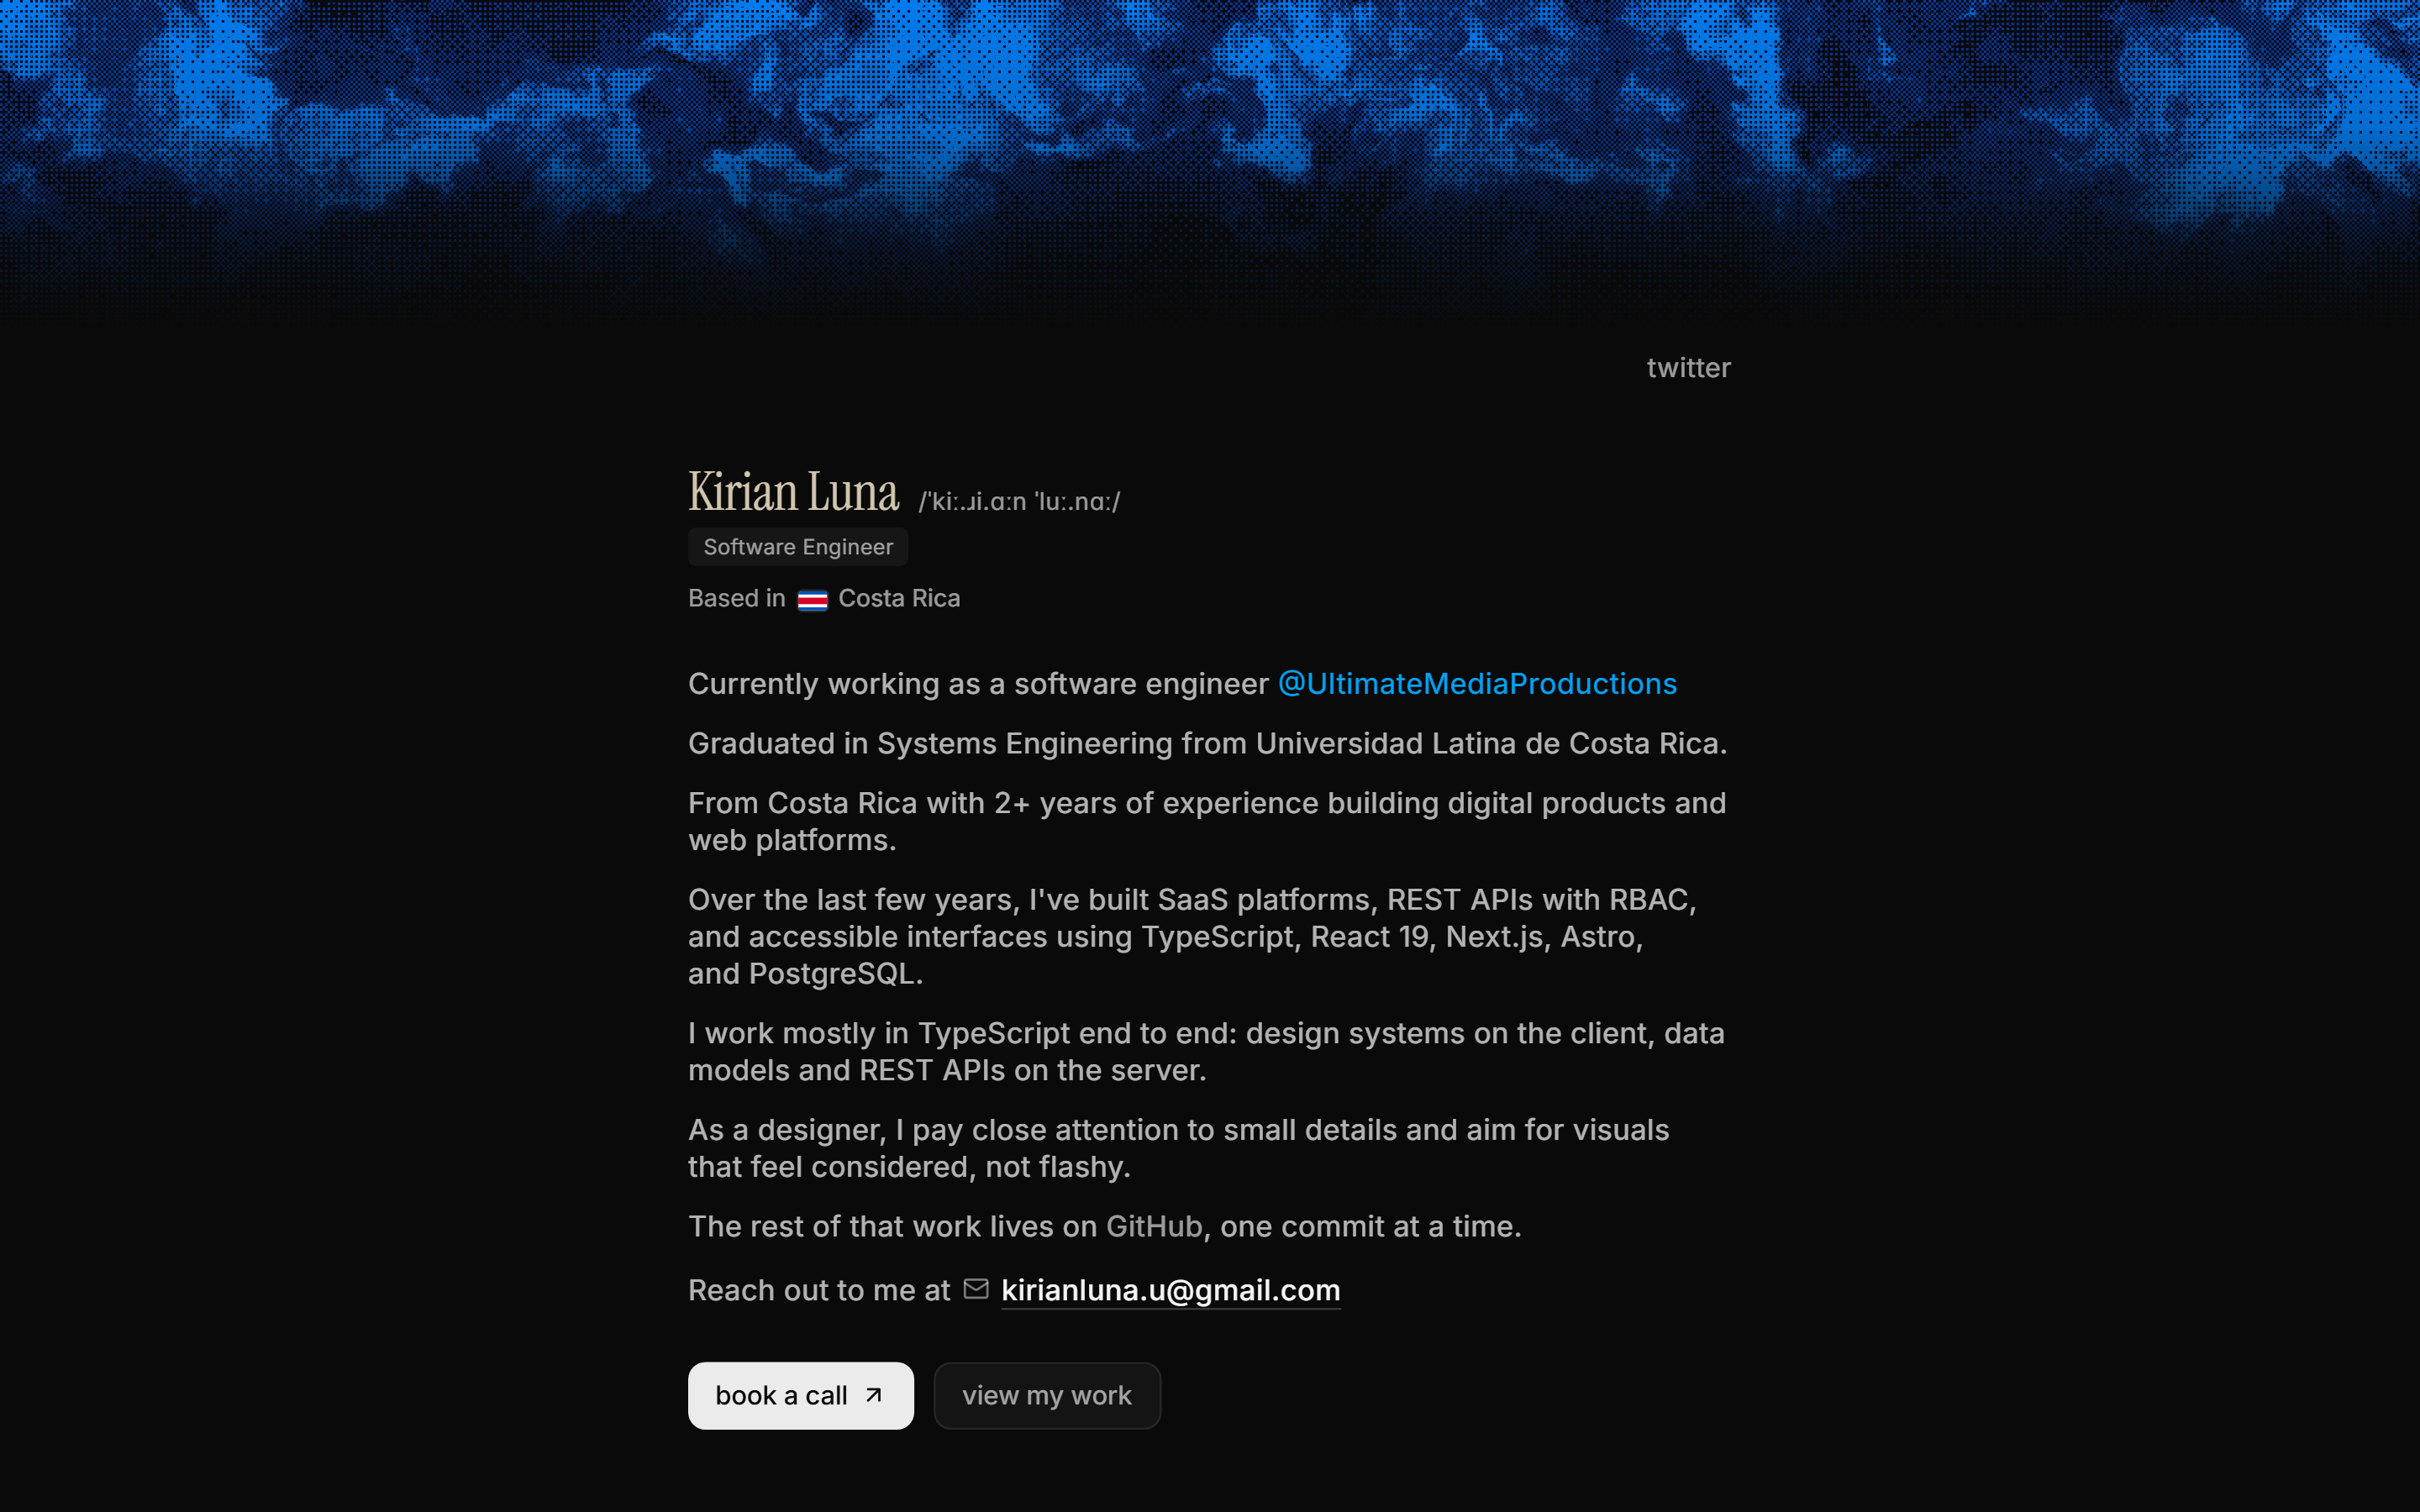 twitter
Kirian Luna /ˈkiː.ɹi.ɑːn ˈluː.nɑː/
Software Engineer
Based in Costa Rica
Currently working as a software engineer @UltimateMediaProductions
Graduated in Systems Engineering from Universidad Latina de Costa Rica.
From Costa Rica with 2+ years of experience building digital products and
web platforms.
Over the last few years, I've built SaaS platforms, REST APIs with RBAC,
and accessible interfaces using TypeScript, React 19, Next.js, Astro,
and PostgreSQL.
I work mostly in TypeScript end to end: design systems on the client, data
models and REST APIs on the server.
As a designer, I pay close attention to small details and aim for visuals
that feel considered, not flashy.
The rest of that work lives on GitHub, one commit at a time.
Reach out to me at kirianluna.u@gmail.com
book a call
view my work